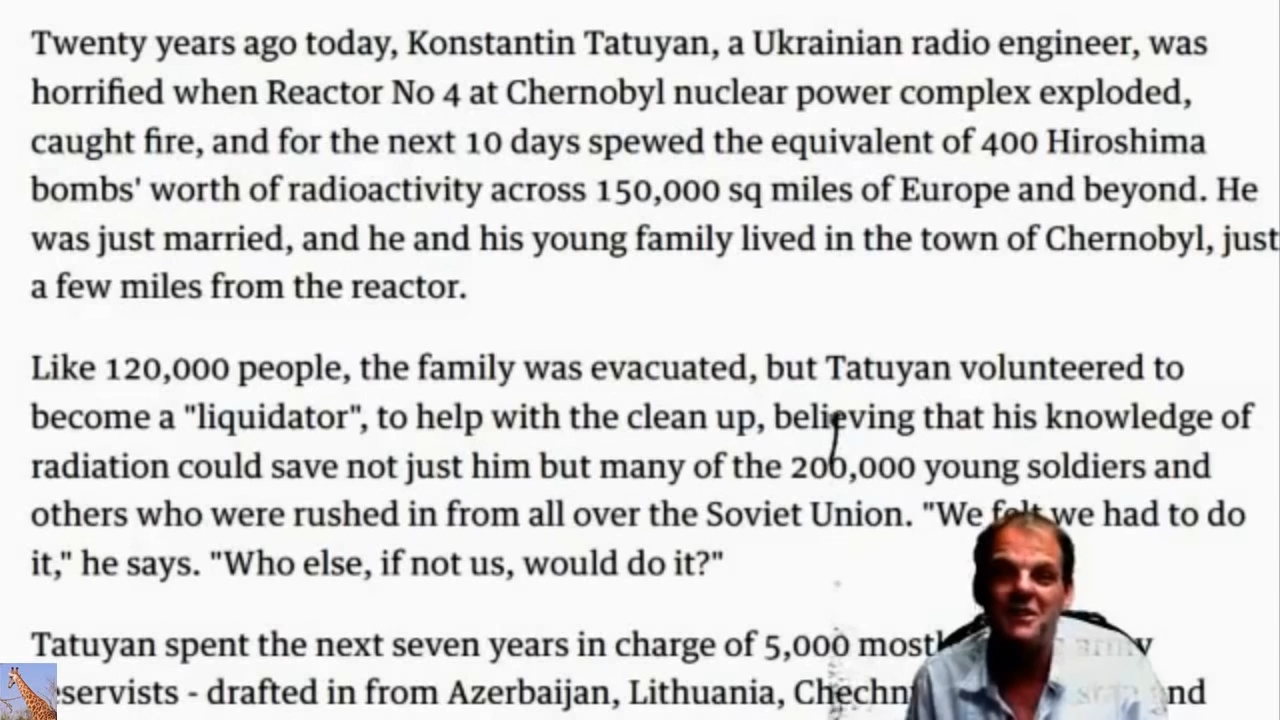 Twenty years ago today, Konstantin Tatuyan, a Ukrainian radio engineer, was
horrified when Reactor No 4 at Chernobyl nuclear power complex exploded,
caught fire, and for the next 10 days spewed the equivalent of 400 Hiroshima
bombs' worth of radioactivity across 150,000 sq miles of Europe and beyond. He
was just married, and he and his young family lived in the town of Chernobyl, just
a few miles from the reactor.
Like 120,000 people, the family was evacuated, but Tatuyan volunteered to
become a "liquidator", to help with the clean up, believing that his knowledge of
radiation could save not just him but many of the 200,000 young soldiers and
others who were rushed in from all over the Soviet Union. "We felt we had to do
it," he says. "Who else, if not us, would do it?"
Tatuyan spent the next seven years in charge of 5,000 army
- drafted in from Azerbaijan, Lithuania,